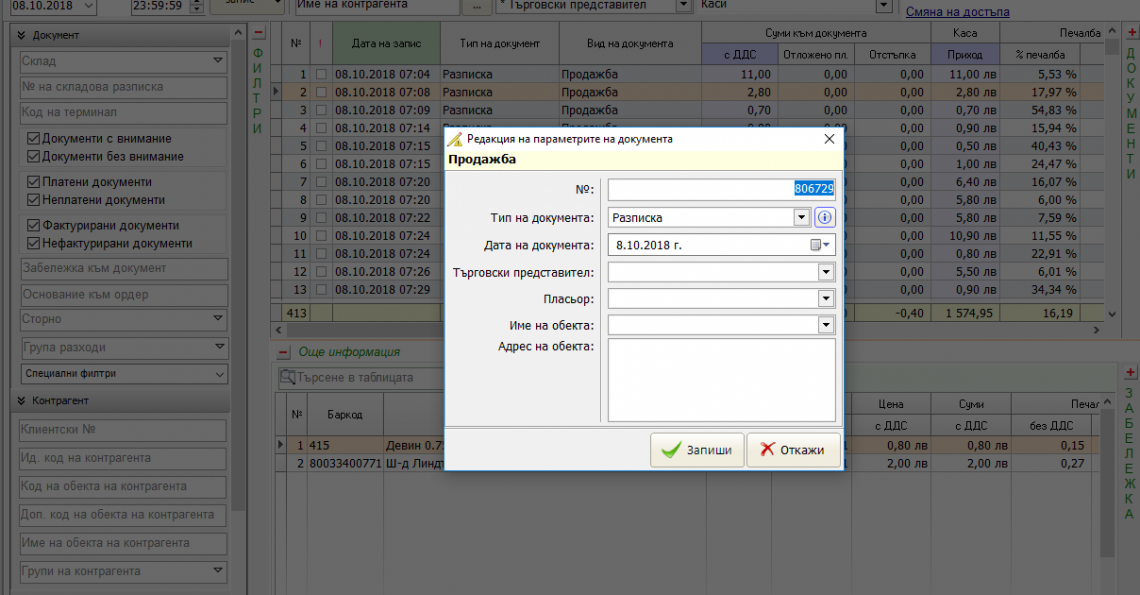 08.10.2018 23:59:59 Запис Име на контрагента ... * Търговски представител Каси Смяна на достъпа
Документ
Склад
№ на складова разписка
Код на терминал
Документи с внимание
Документи без внимание
Платени документи
Неплатени документи
Фактурирани документи
Нефактурирани документи
Забележка към документ
Основание към ордер
Сторно
Група разходи
Специални филтри
Контрагент
Клиентски №
Ид. код на контрагента
Код на обекта на контрагента
Доп. код на обекта на контрагента
Име на обекта на контрагента
Групи на контрагента
ФИЛТРИ
№ ! Дата на запис Тип на документ Вид на документа Суми към документа Каса Печалба
с ДДС Отложено пл. Отстъпка Приход % печалба
1 08.10.2018 07:04 Разписка Продажба 11,00 0,00 0,00 11,00 лв 5,53 %
2 08.10.2018 07:08 Разписка Продажба 2,80 0,00 0,00 2,80 лв 17,97 %
3 08.10.2018 07:09 Разписка Продажба 0,70 0,00 0,00 0,70 лв 54,83 %
4 08.10.2018 07:14 0,00 0,90 лв 15,94 %
5 08.10.2018 07:15 0,00 0,50 лв 40,43 %
6 08.10.2018 07:15 0,00 1,00 лв 24,47 %
7 08.10.2018 07:20 0,00 6,40 лв 16,07 %
8 08.10.2018 07:20 0,00 5,80 лв 6,00 %
9 08.10.2018 07:22 0,00 5,80 лв 7,59 %
10 08.10.2018 07:24 0,00 10,90 лв 11,55 %
11 08.10.2018 07:24 0,00 0,80 лв 22,91 %
12 08.10.2018 07:26 0,00 5,50 лв 6,01 %
13 08.10.2018 07:29 0,00 0,90 лв 34,34 %
413 -0,40 1 574,95 16,19
ДОКУМЕНТИ
Редакция на параметрите на документа
Продажба
№: 806729
Тип на документа: Разписка
Дата на документа: 8.10.2018 г.
Търговски представител:
Пласьор:
Име на обекта:
Адрес на обекта:
Запиши Откажи
Още информация
Търсене в таблицата
№ Баркод Цена Суми
с ДДС с ДДС без ДДС
1 415 Девин 0,80 лв 0,80 лв 0,15
2 80033400771 Ш-д Линдт 2,00 лв 2,00 лв 0,27
ЗАБЕЛЕЖКА